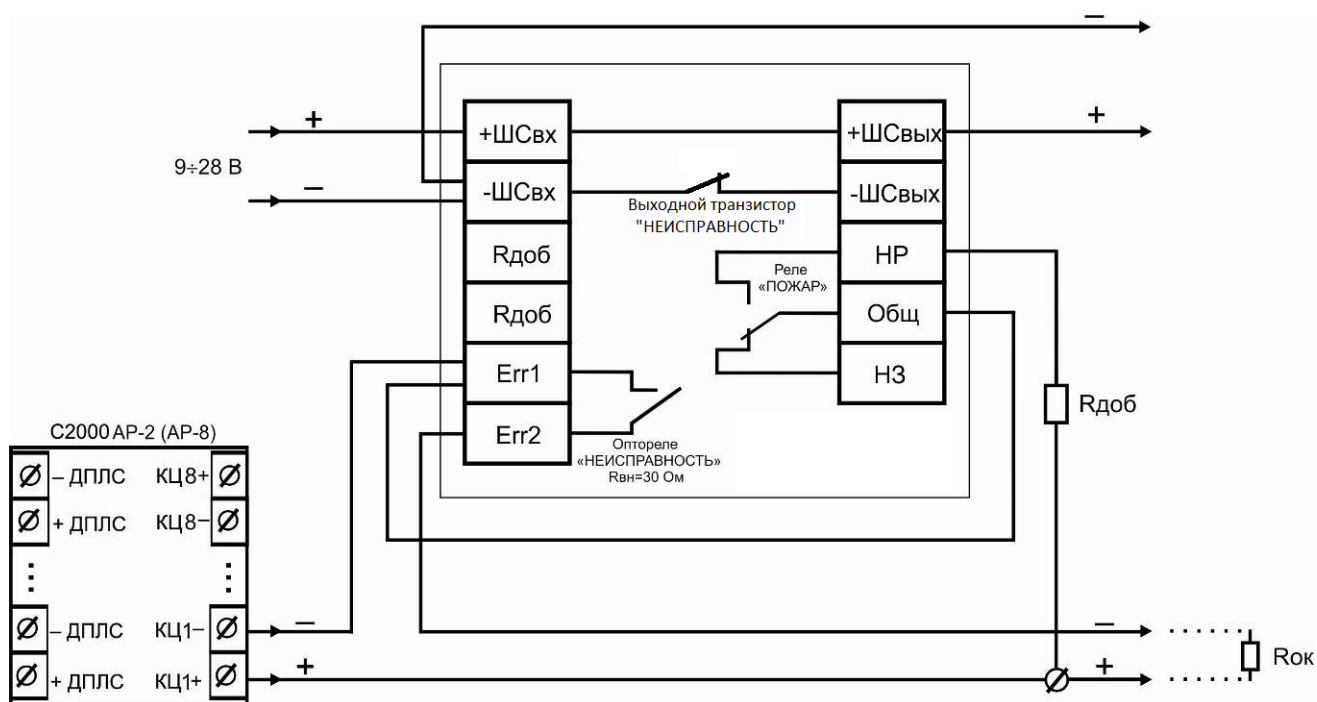 –
+
+
+ШСвх
+ШСвых
9÷28 В
–
-ШСвх
-ШСвых
Выходной транзистор
"НЕИСПРАВНОСТЬ"
Rдоб
НР
Реле
«ПОЖАР»
Rдоб
Общ
Err1
НЗ
Rдоб
С2000 АР-2 (АР-8)
Err2
Оптореле
«НЕИСПРАВНОСТЬ»
Rвн=30 Ом
– ДПЛС КЦ8+
+ ДПЛС КЦ8–
– ДПЛС КЦ1–
–
–
Rок
+ ДПЛС КЦ1+
+
+